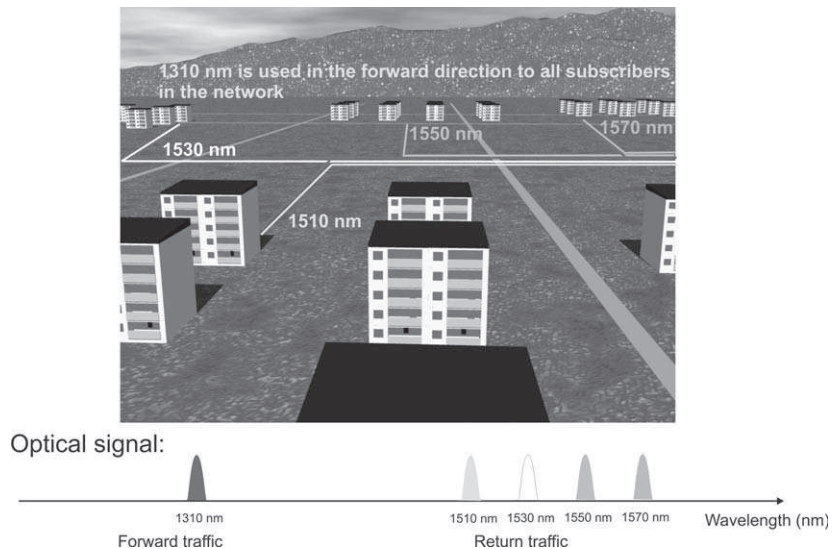 1310 nm is used in the forward direction to all subscribers
in the network
1550 nm
1570 nm
1530 nm
1510 nm
Optical signal:
1310 nm
1510 nm
1530 nm
1550 nm
1570 nm
Wavelength (nm)
Forward traffic
Return traffic